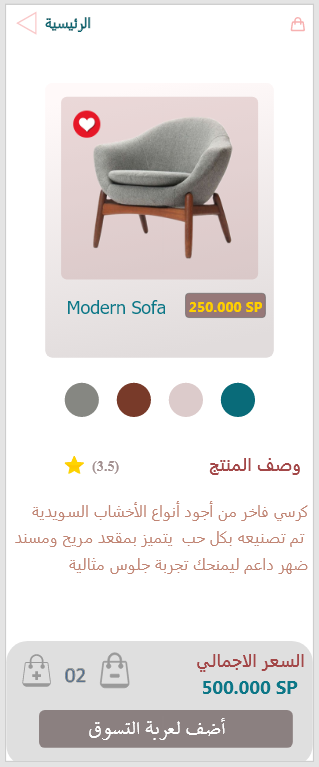 الرئيسية
Modern Sofa
250.000 SP
وصف المنتج
(3.5)
كرسي فاخر من أجود أنواع الأخشاب السويدية
تم تصنيعه بكل حب يتميز بمقعد مريح ومسند
ضهر داعم ليمنحك تجربة جلوس مثالية
السعر الاجمالي
02
500.000 SP
أضف لعربة التسوق